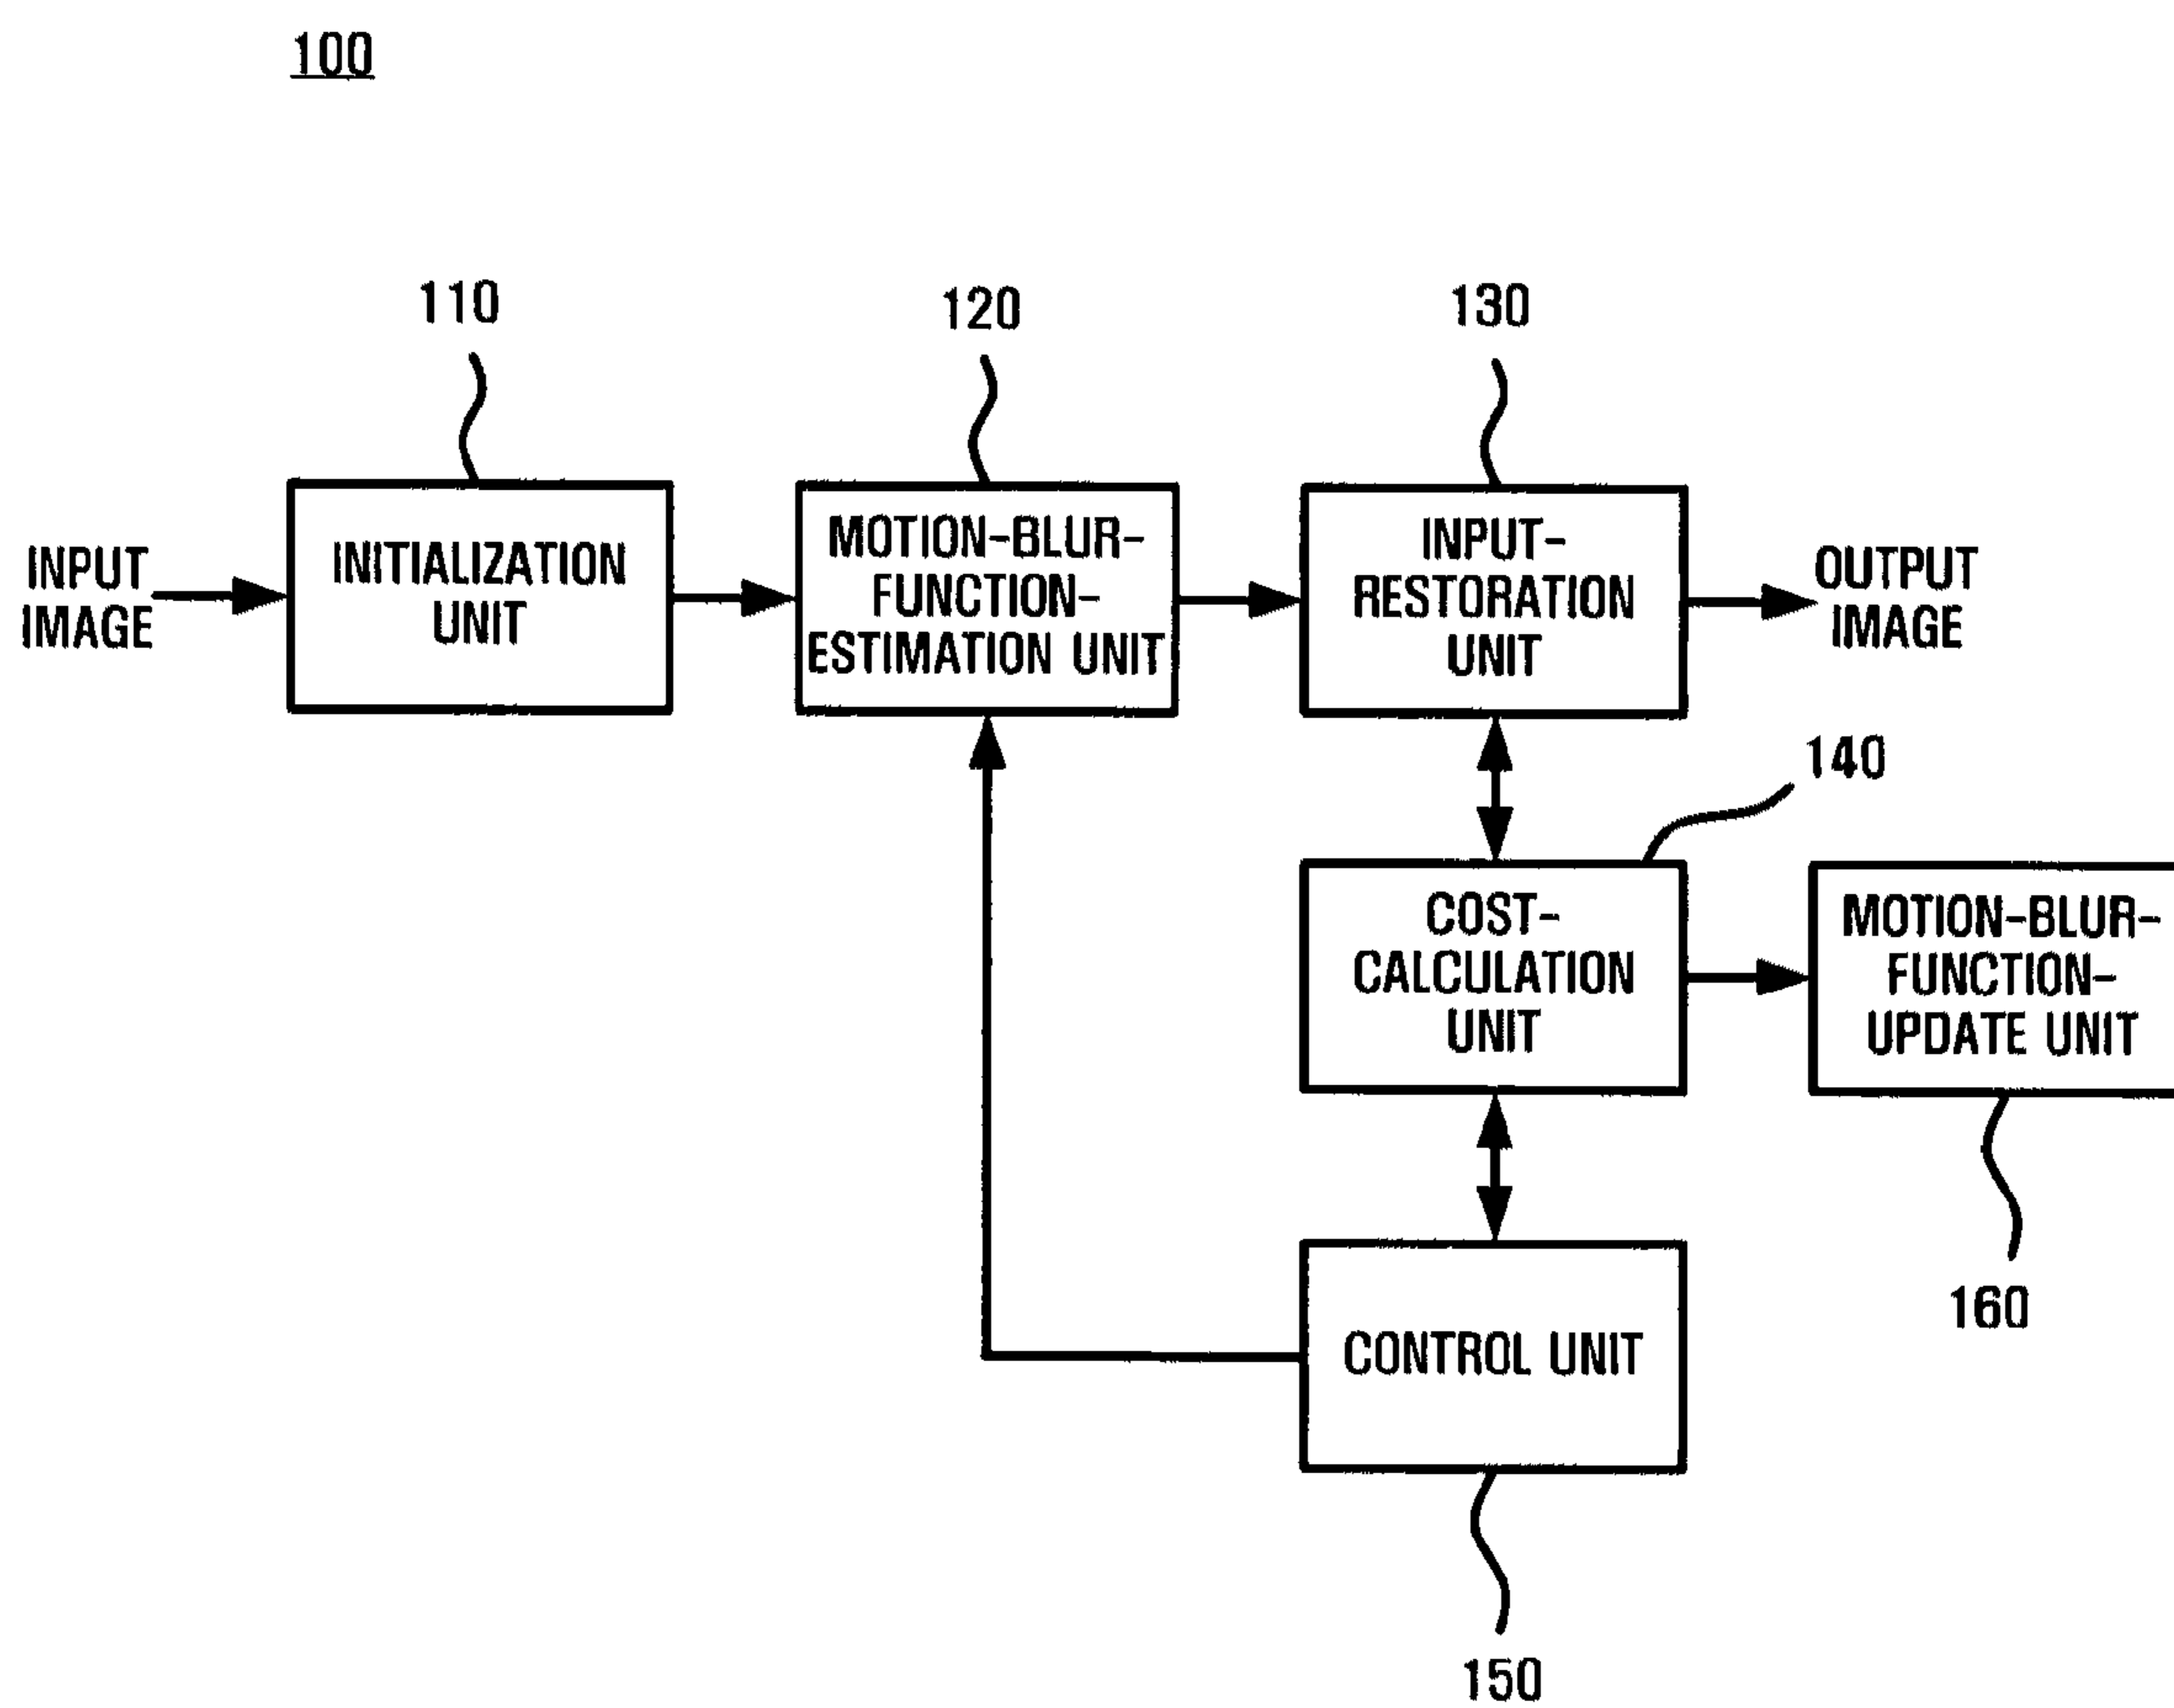 100
110
120
130
INPUT
IMAGE
INITIALIZATION
UNIT
MOTION-BLUR-
FUNCTION-
ESTIMATION UNIT
INPUT-
RESTORATION
UNIT
OUTPUT
IMAGE
140
COST-
CALCULATION
UNIT
MOTION-BLUR-
FUNCTION-
UPDATE UNIT
160
CONTROL UNIT
150